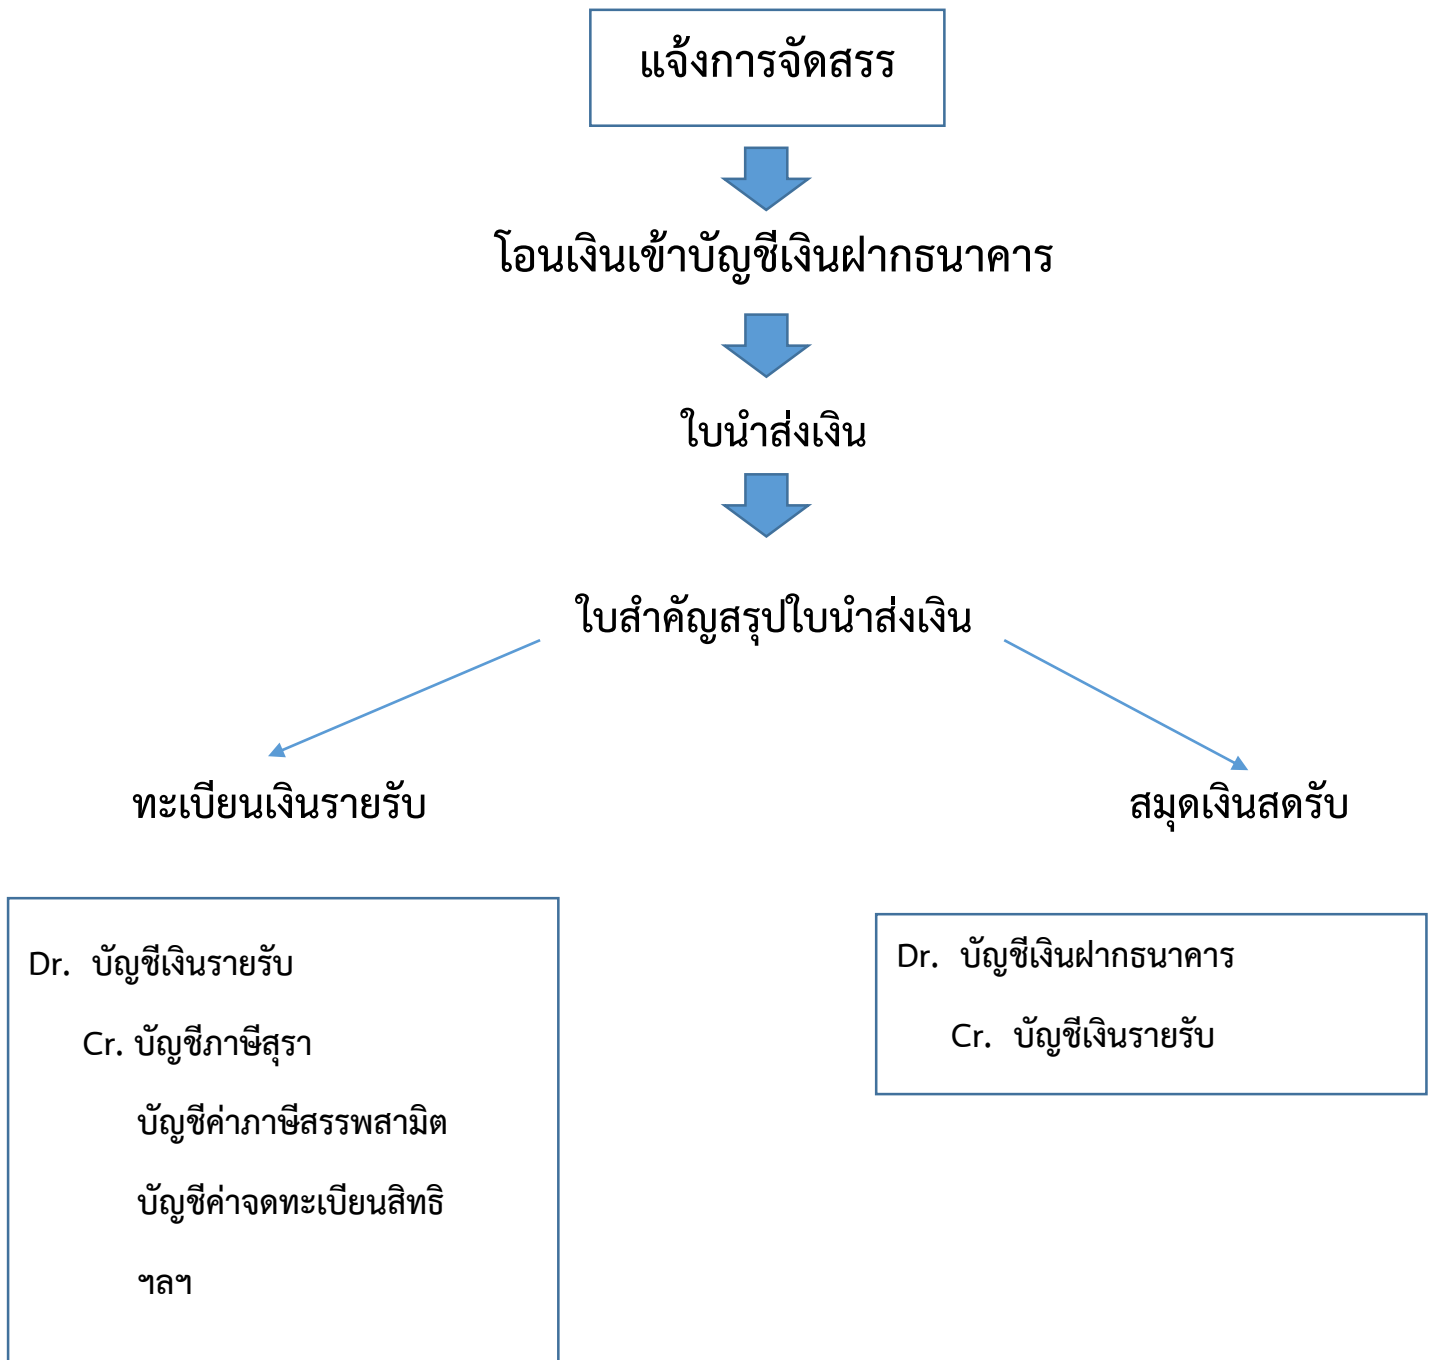 แจ้งการจัดสรร
โอนเงินเข้าบัญชีเงินฝากธนาคาร
ใบนำส่งเงิน
ใบสำคัญสรุปใบนำส่งเงิน
ทะเบียนเงินรายรับ
สมุดเงินสดรับ
Dr. บัญชีเงินรายรับ
Cr. บัญชีภาษีสุรา
บัญชีค่าภาษีสรรพสามิต
บัญชีค่าจดทะเบียนสิทธิ
ฯลฯ
Dr. บัญชีเงินฝากธนาคาร
Cr. บัญชีเงินรายรับ